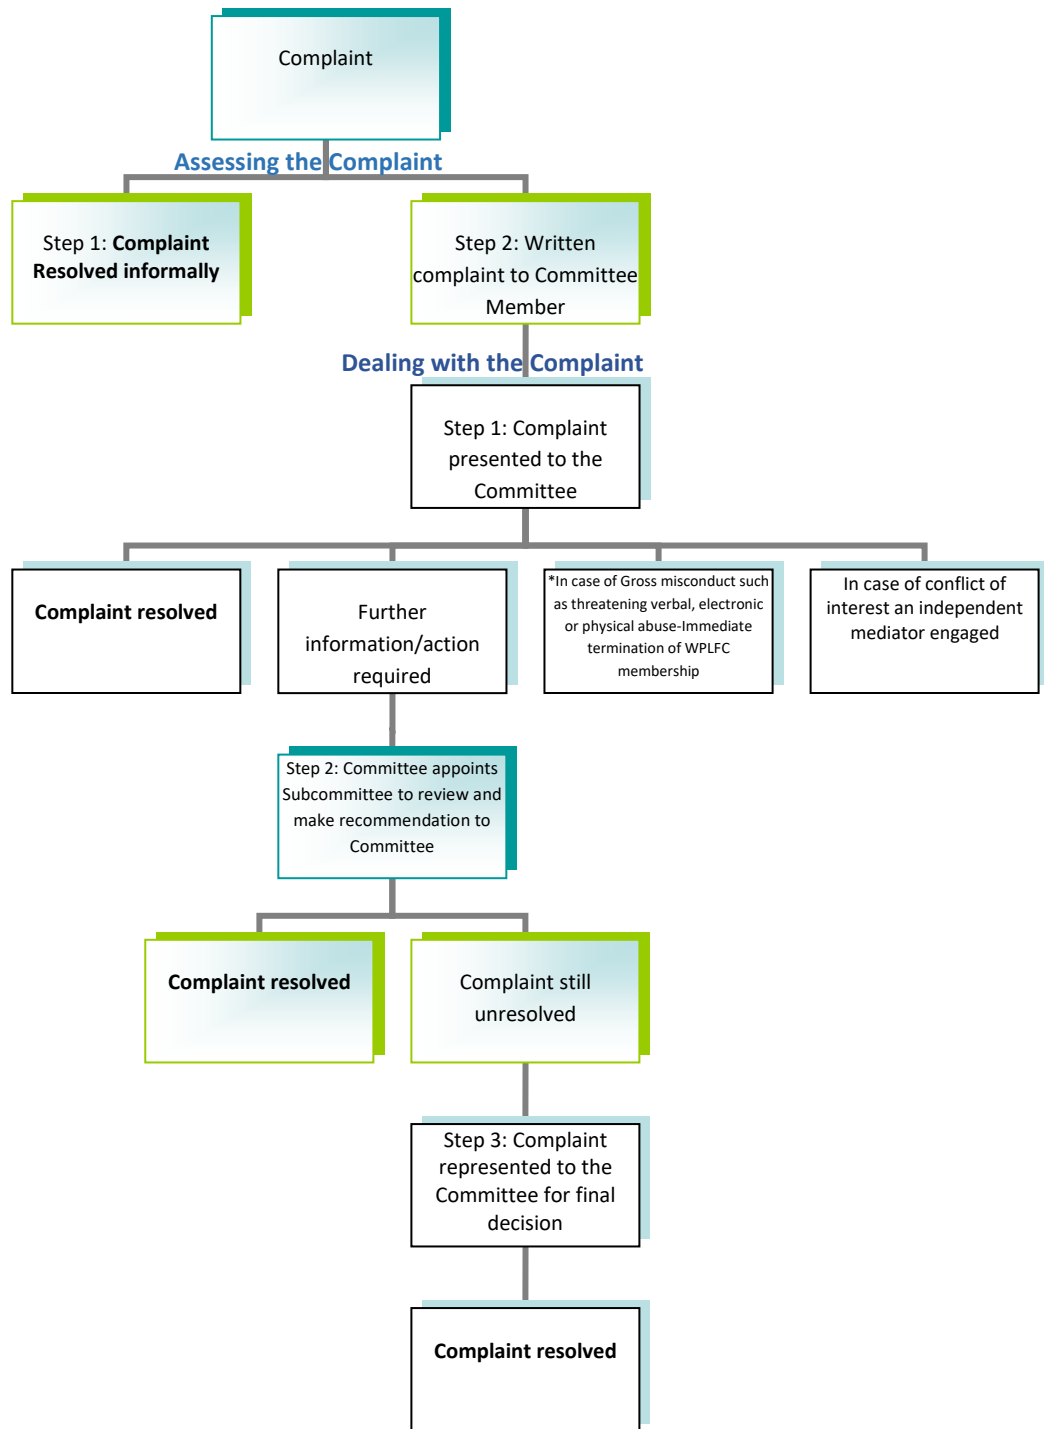 Complaint
Assessing the Complaint
Step 1: Complaint
Resolved informally
Step 2: Written
complaint to Committee
Member
Dealing with the Complaint
Step 1: Complaint
presented to the
Committee
Complaint resolved
Further
information/action
required
*In case of Gross misconduct such
as threatening verbal, electronic
or physical abuse-Immediate
termination of WPLFC
membership
In case of conflict of
interest an independent
mediator engaged
Step 2: Committee appoints
Subcommittee to review and
make recommendation to
Committee
Complaint resolved
Complaint still
unresolved
Step 3: Complaint
represented to the
Committee for final
decision
Complaint resolved